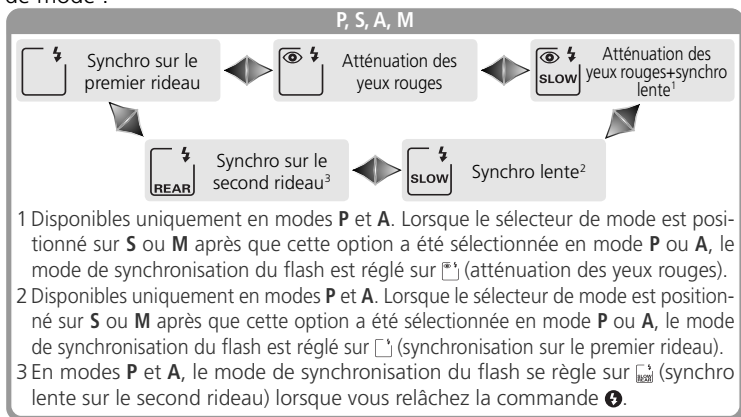 de mode :
P, S, A, M
Synchro sur le
premier rideau
Atténuation des
yeux rouges
SLOW
Atténuation des
yeux rouges+synchro
lente1
REAR
Synchro sur le
second rideau3
SLOW
Synchro lente2
1 Disponibles uniquement en modes P et A. Lorsque le sélecteur de mode est posi-
tionné sur S ou M après que cette option a été sélectionnée en mode P ou A, le
mode de synchronisation du flash est réglé sur (atténuation des yeux rouges).
2 Disponibles uniquement en modes P et A. Lorsque le sélecteur de mode est position-
né sur S ou M après que cette option a été sélectionnée en mode P ou A, le mode
de synchronisation du flash est réglé sur (synchronisation sur le premier rideau).
3 En modes P et A, le mode de synchronisation du flash se règle sur (synchro
lente sur le second rideau) lorsque vous relâchez la commande.